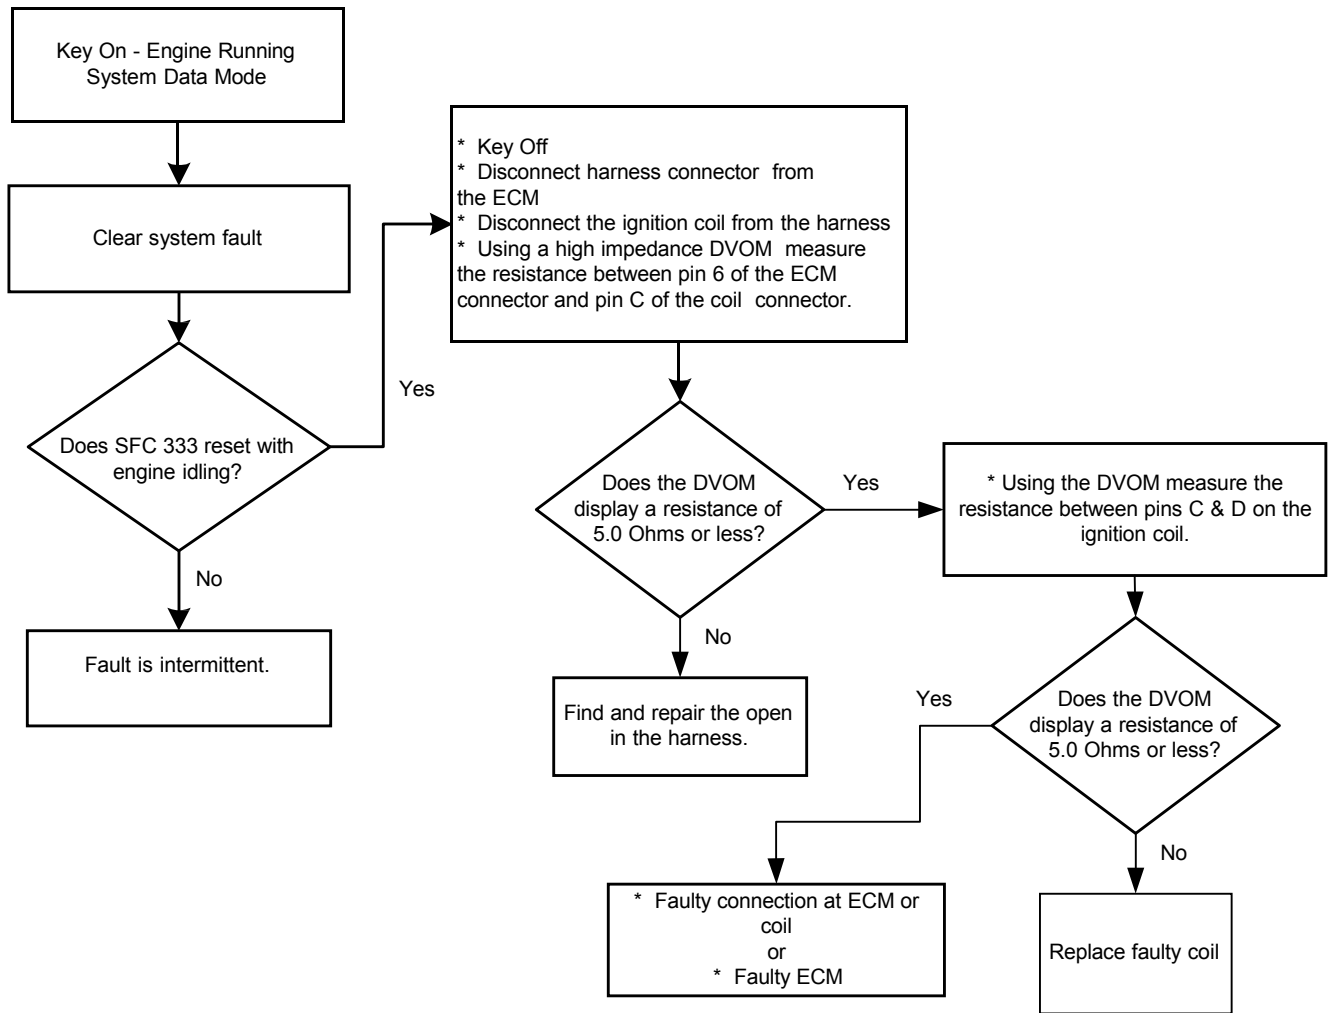 Key On - Engine Running
System Data Mode
Clear system fault
Does SFC 333 reset with
engine idling?
Yes
No
Fault is intermittent.
* Key Off
* Disconnect harness connector from
the ECM
* Disconnect the ignition coil from the harness
* Using a high impedance DVOM measure
the resistance between pin 6 of the ECM
connector and pin C of the coil connector.
Does the DVOM
display a resistance of
5.0 Ohms or less?
Yes
No
Find and repair the open
in the harness.
* Using the DVOM measure the
resistance between pins C & D on the
ignition coil.
Does the DVOM
display a resistance of
5.0 Ohms or less?
Yes
No
* Faulty connection at ECM or
coil
or
* Faulty ECM
Replace faulty coil